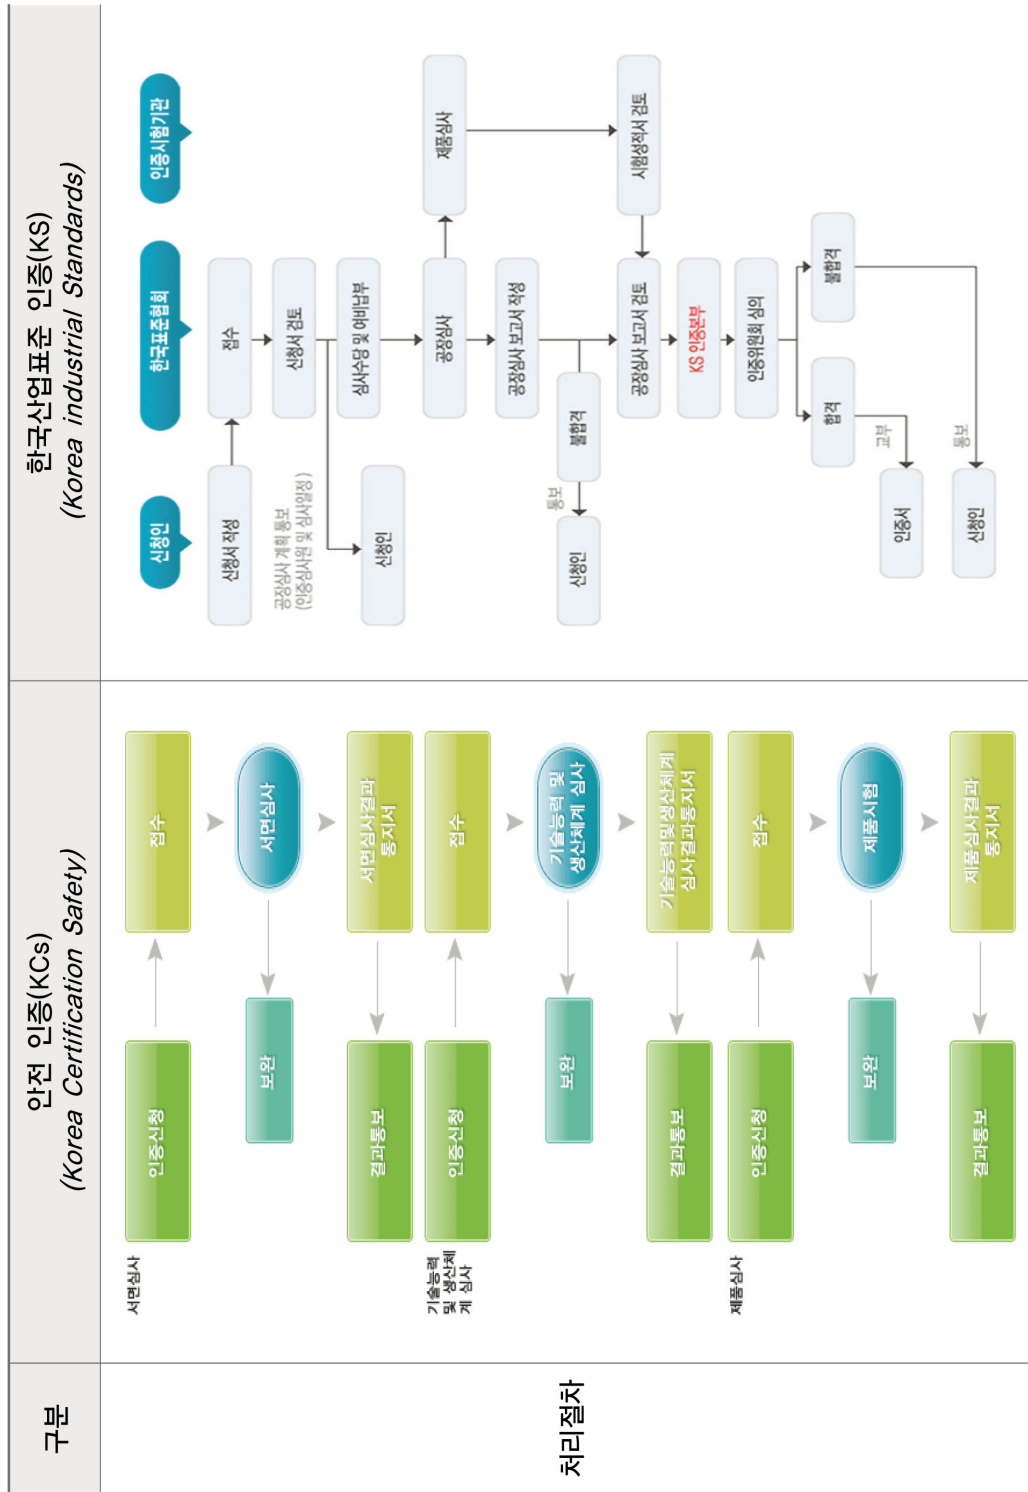 구분
안전 인증(KCs)
(Korea Certification Safety)
한국산업표준 인증(KS)
(Korea industrial Standards)
처리절차
서면심사
인증신청
접수
서면심사
보완
서면심사결과
통지서
결과통보
기술능력
및 생산체
계 심사
인증신청
접수
기술능력 및
생산체계 심사
보완
기술능력및생산체계
심사결과통지서
결과통보
제품심사
인증신청
접수
제품시험
보완
제품심사결과
통지서
결과통보
신청인
한국표준협회
인증시험기관
신청서 작성
접수
신청서 검토
공장심사 계획 통보
(인증심사원 및 심사일정 )
심사수당 및 여비납부
신청인
공장심사
제품심사
공장심사 보고서 작성
불합격
통보
신청인
공장심사 보고서 검토
시험성적서 검토
KS 인증본부
인증위원회 심의
합격
불합격
교부
인증서
통보
신청인